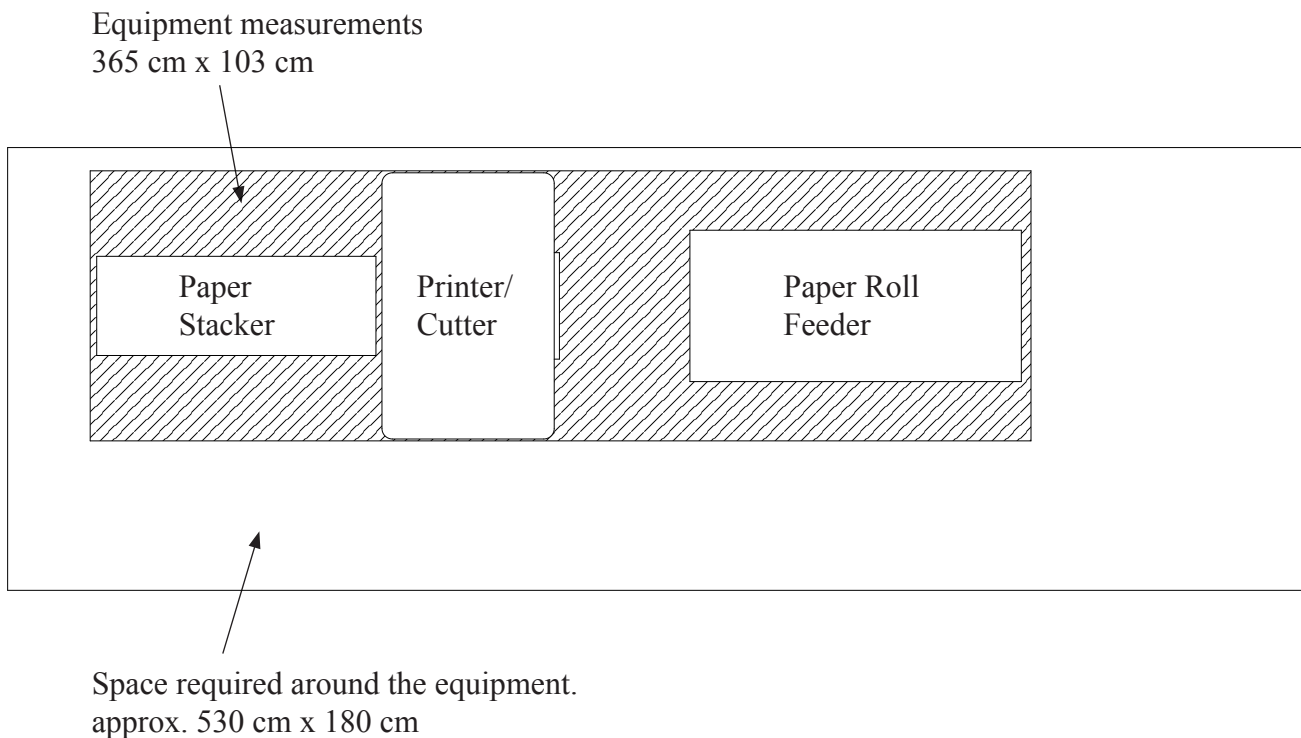 Equipment measurements
365 cm x 103 cm
Paper
Stacker
Printer/
Cutter
Paper Roll
Feeder
Space required around the equipment.
approx. 530 cm x 180 cm